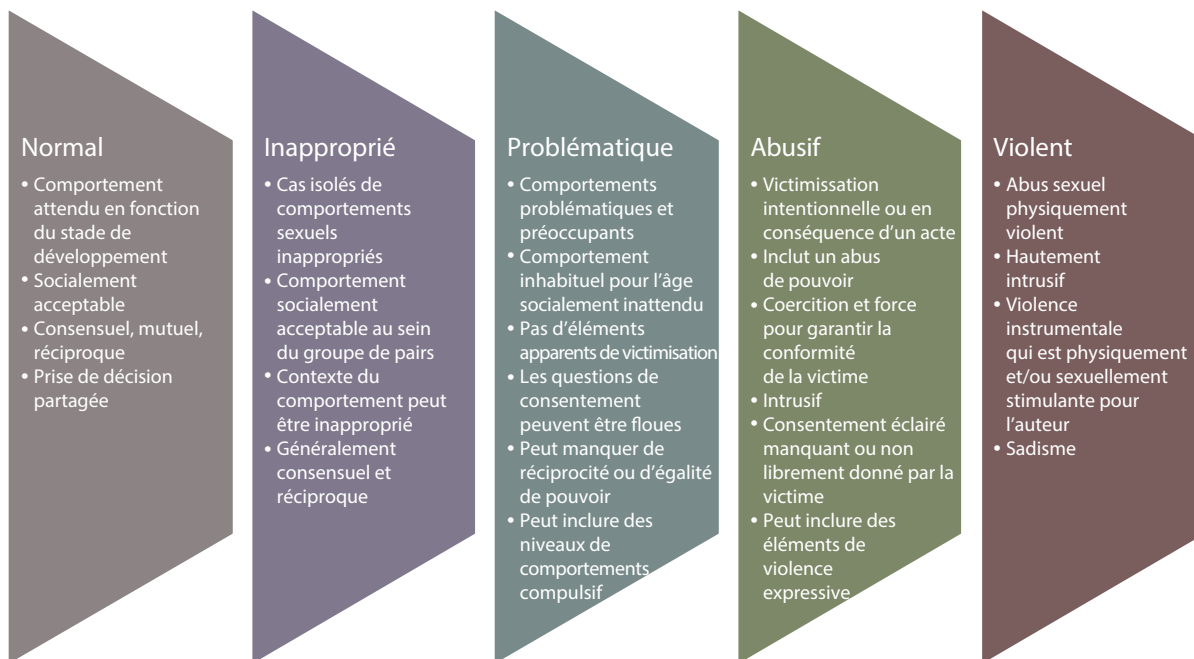 Normal
• Comportement
attendu en fonction
du stade de
développement
• Socialement
acceptable
• Consensuel, mutuel,
réciproque
• Prise de décision
partagée
Inapproprié
• Cas isolés de
comportements
sexuels
inappropriés
• Comportement
socialement
acceptable au sein
du groupe de pairs
• Contexte du
comportement peut
être inapproprié
• Généralement
consensuel et
réciproque
Problématique
• Comportements
problématiques et
préoccupants
• Comportement
inhabituel pour l’âge
socialement inattendu
• Pas d’éléments
apparents de victimisation
• Les questions de
consentement
peuvent être floues
• Peut manquer de
réciprocité ou d’égalité
de pouvoir
• Peut inclure des
niveaux de
comportements
compulsif
Abusif
• Victimissation
intentionnelle ou en
conséquence d’un acte
• Inclut un abus
de pouvoir
• Coercition et force
pour garantir la
conformité
de la victime
• Intrusif
• Consentement éclairé
manquant ou non
librement donné par la
victime
• Peut inclure des
éléments de
violence
expressive
Violent
• Abus sexuel
physiquement
violent
• Hautement
intrusif
• Violence
instrumentale
qui est physiquement
et/ou sexuellement
stimulante pour
l’auteur
• Sadisme